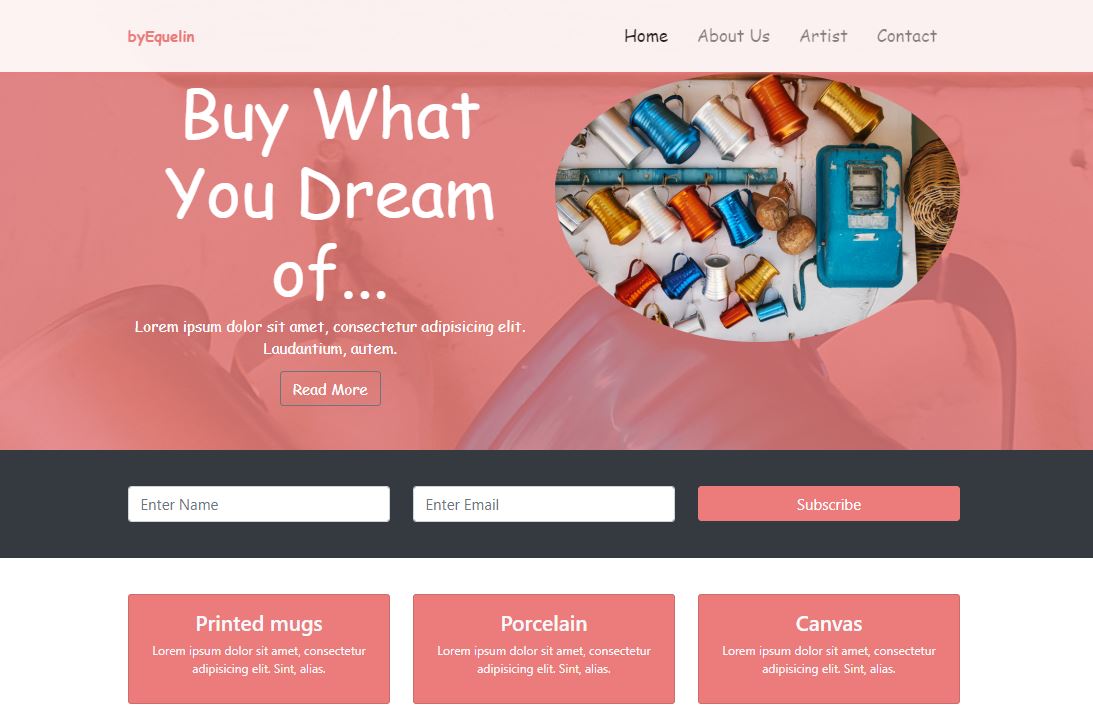 byEquelin
Home About Us Artist Contact
Buy What
You Dream
of...
Lorem ipsum dolor sit amet, consectetur adipisicing elit.
Laudantium, autem.
Read More
Enter Name
Enter Email
Subscribe
Printed mugs
Lorem ipsum dolor sit amet, consectetur
adipisicing elit. Sint, alias.
Porcelain
Lorem ipsum dolor sit amet, consectetur
adipisicing elit. Sint, alias.
Canvas
Lorem ipsum dolor sit amet, consectetur
adipisicing elit. Sint, alias.